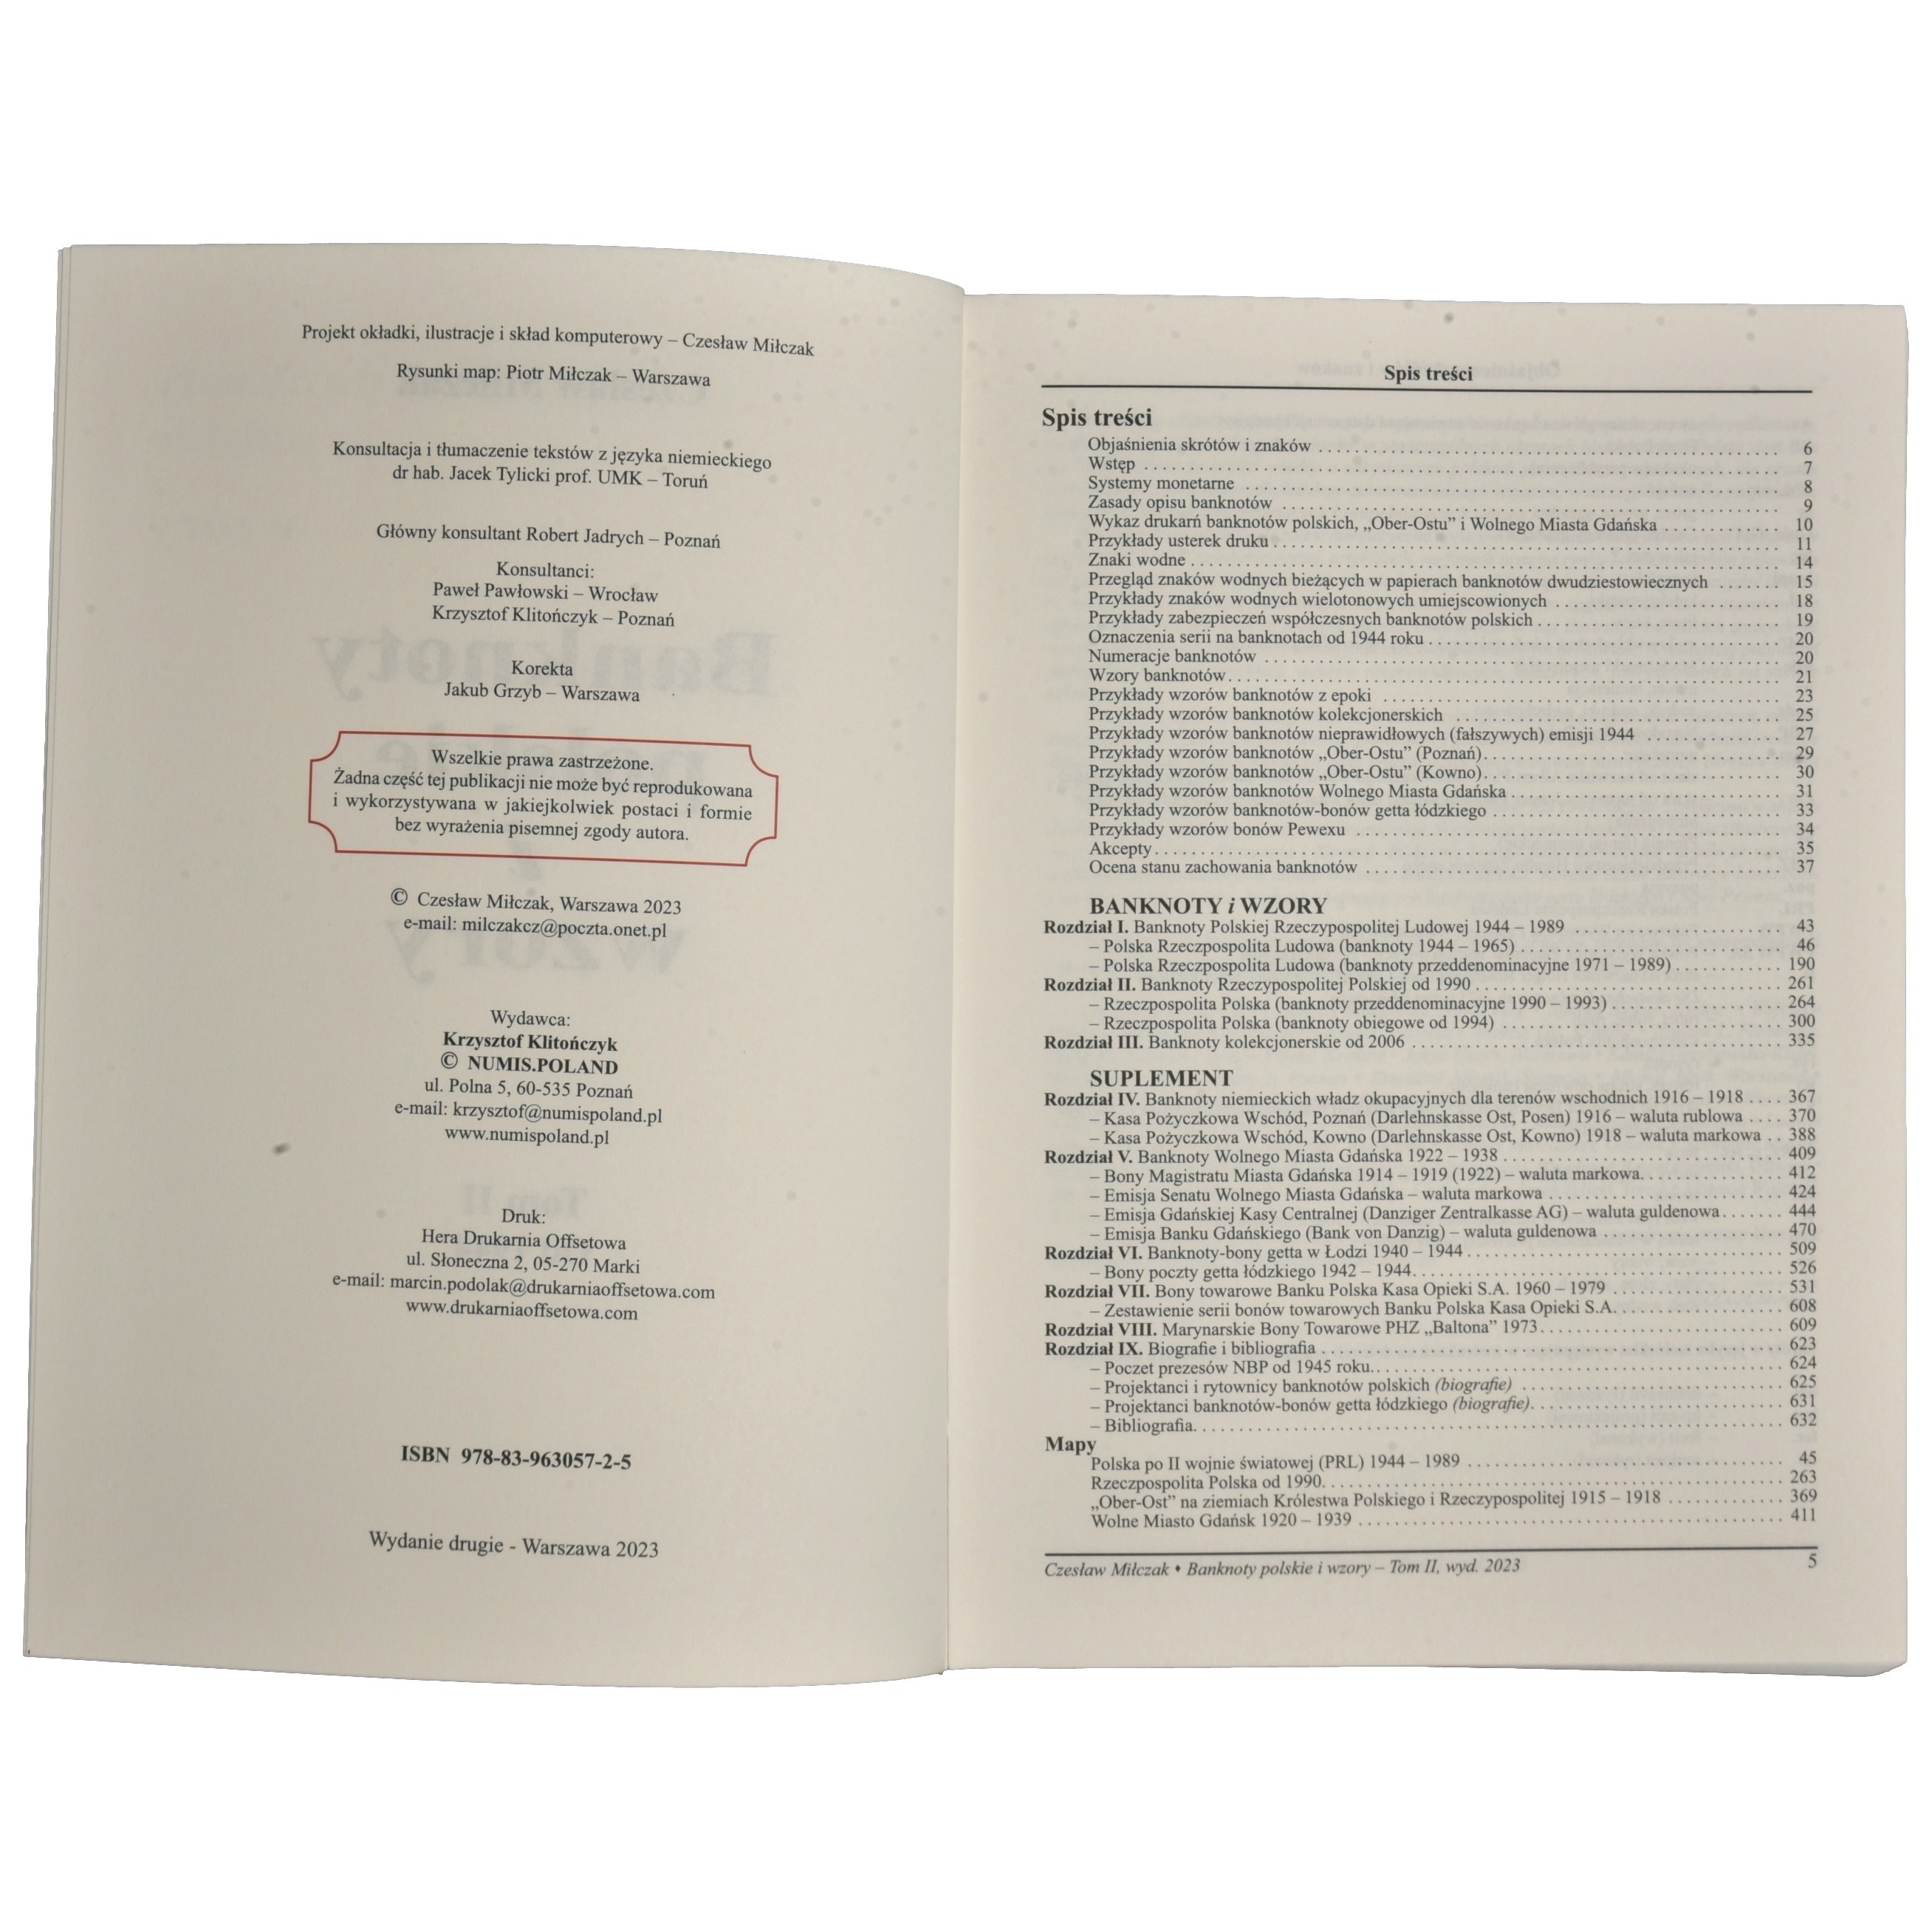 Projekt okładki, ilustracje i skład komputerowy – Czesław Miłczak
Rysunki map: Piotr Miłczak – Warszawa
Konsultacja i tłumaczenie tekstów z języka niemieckiego
dr hab. Jacek Tylicki prof. UMK – Toruń
Główny konsultant Robert Jadrych – Poznań
Konsultanci:
Paweł Pawłowski – Wrocław
Krzysztof Klitończyk – Poznań
Korekta
Jakub Grzyb – Warszawa
Wszelkie prawa zastrzeżone.
Żadna część tej publikacji nie może być reprodukowana
i wykorzystywana w jakiejkolwiek postaci i formie
bez wyrażenia pisemnej zgody autora.
© Czesław Miłczak, Warszawa 2023
e-mail: milczakcz@poczta.onet.pl
Wydawca:
Krzysztof Klitończyk
© NUMIS.POLAND
ul. Polna 5, 60-535 Poznań
e-mail: krzysztof@numispoland.pl
www.numispoland.pl
Druk:
Hera Drukarnia Offsetowa
ul. Słoneczna 2, 05-270 Marki
e-mail: marcin.podolak@drukarniaoffsetowa.com
www.drukarniaoffsetowa.com
ISBN 978-83-963057-2-5
Wydanie drugie - Warszawa 2023
Spis treści
Spis treści
Objaśnienia skrótów i znaków ..... 6
Wstęp ..... 7
Systemy monetarne ..... 8
Zasady opisu banknotów ..... 9
Wykaz drukarń banknotów polskich, „Ober-Ostu” i Wolnego Miasta Gdańska ..... 10
Przykłady usterek druku ..... 11
Znaki wodne ..... 14
Przegląd znaków wodnych bieżących w papierach banknotów dwudziestowiecznych ..... 15
Przykłady znaków wodnych wielotonowych umiejscowionych ..... 18
Przykłady zabezpieczeń współczesnych banknotów polskich ..... 19
Oznaczenia serii na banknotach od 1944 roku ..... 20
Numeracje banknotów ..... 20
Wzory banknotów ..... 21
Przykłady wzorów banknotów z epoki ..... 23
Przykłady wzorów banknotów kolekcjonerskich ..... 25
Przykłady wzorów banknotów nieprawidłowych (fałszywych) emisji 1944 ..... 27
Przykłady wzorów banknotów „Ober-Ostu” (Poznań) ..... 29
Przykłady wzorów banknotów „Ober-Ostu” (Kowno) ..... 30
Przykłady wzorów banknotów Wolnego Miasta Gdańska ..... 31
Przykłady wzorów banknotów-bonów getta łódzkiego ..... 33
Przykłady wzorów bonów Pewexu ..... 34
Akcepty ..... 35
Ocena stanu zachowania banknotów ..... 37
BANKNOTY i WZORY
Rozdział I. Banknoty Polskiej Rzeczypospolitej Ludowej 1944 – 1989 ..... 43
– Polska Rzeczpospolita Ludowa (banknoty 1944 – 1965) ..... 46
– Polska Rzeczpospolita Ludowa (banknoty przeddenominacyjne 1971 – 1989) ..... 190
Rozdział II. Banknoty Rzeczypospolitej Polskiej od 1990 ..... 261
– Rzeczpospolita Polska (banknoty przeddenominacyjne 1990 – 1993) ..... 264
– Rzeczpospolita Polska (banknoty obiegowe od 1994) ..... 300
Rozdział III. Banknoty kolekcjonerskie od 2006 ..... 335
SUPLEMENT
Rozdział IV. Banknoty niemieckich władz okupacyjnych dla terenów wschodnich 1916 – 1918 .... 367
– Kasa Pożyczkowa Wschód, Poznań (Darlehnskasse Ost, Posen) 1916 – waluta rublowa .... 370
– Kasa Pożyczkowa Wschód, Kowno (Darlehnskasse Ost, Kowno) 1918 – waluta markowa .. 388
Rozdział V. Banknoty Wolnego Miasta Gdańska 1922 – 1938 ..... 409
– Bony Magistratu Miasta Gdańska 1914 – 1919 (1922) – waluta markowa ..... 412
– Emisja Senatu Wolnego Miasta Gdańska – waluta markowa ..... 424
– Emisja Gdańskiej Kasy Centralnej (Danziger Zentralkasse AG) – waluta guldenowa ..... 444
– Emisja Banku Gdańskiego (Bank von Danzig) – waluta guldenowa ..... 470
Rozdział VI. Banknoty-bony getta w Łodzi 1940 – 1944 ..... 509
– Bony poczty getta łódzkiego 1942 – 1944 ..... 526
Rozdział VII. Bony towarowe Banku Polska Kasa Opieki S.A. 1960 – 1979 ..... 531
– Zestawienie serii bonów towarowych Banku Polska Kasa Opieki S.A. ..... 608
Rozdział VIII. Marynarskie Bony Towarowe PHZ „Baltona” 1973 ..... 609
Rozdział IX. Biografie i bibliografia ..... 623
– Poczet prezesów NBP od 1945 roku ..... 624
– Projektanci i rytownicy banknotów polskich (biografie) ..... 625
– Projektanci banknotów-bonów getta łódzkiego (biografie) ..... 631
– Bibliografia ..... 632
Mapy
Polska po II wojnie światowej (PRL) 1944 – 1989 ..... 45
Rzeczpospolita Polska od 1990 ..... 263
„Ober-Ost” na ziemiach Królestwa Polskiego i Rzeczypospolitej 1915 – 1918 ..... 369
Wolne Miasto Gdańsk 1920 – 1939 ..... 411
Czesław Miłczak • Banknoty polskie i wzory – Tom II, wyd. 2023 5